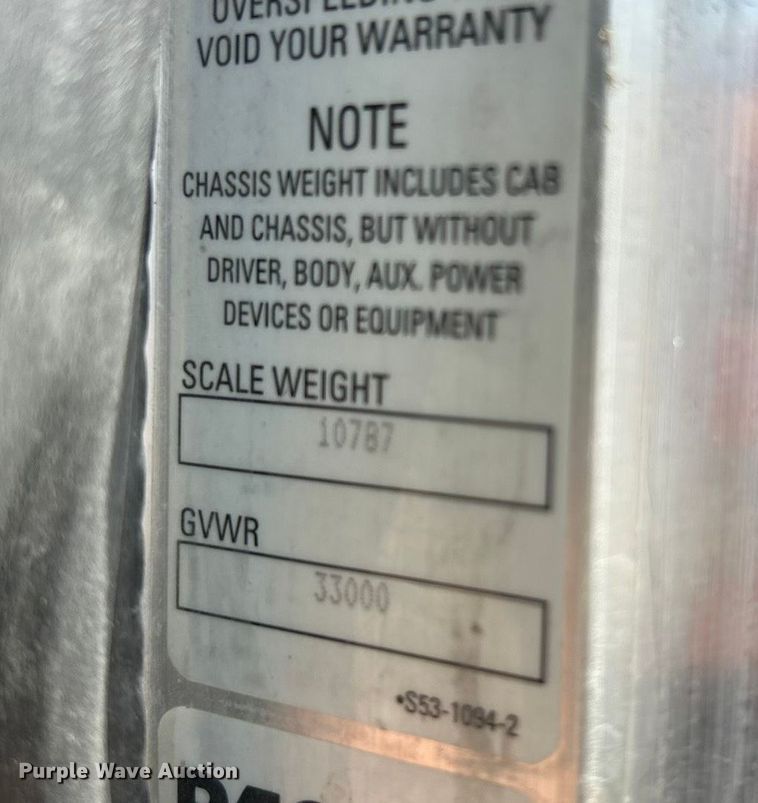 OVERSPEEDING
VOID YOUR WARRANTY
NOTE
CHASSIS WEIGHT INCLUDES CAB
AND CHASSIS, BUT WITHOUT
DRIVER, BODY, AUX. POWER
DEVICES OR EQUIPMENT
SCALE WEIGHT
10787
GVWR
33000
•S53-1094-2
Purple Wave Auction